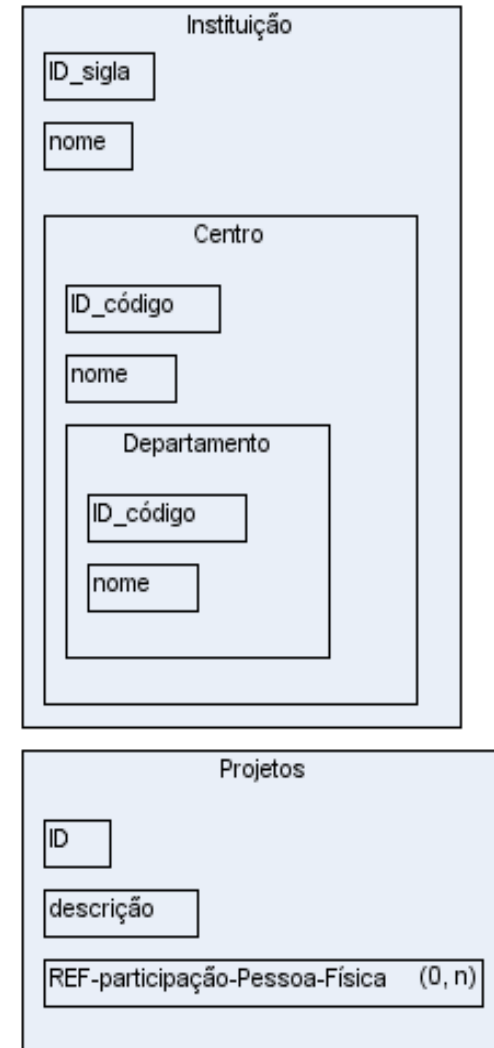 Instituição
ID_sigla
nome
Centro
ID_código
nome
Departamento
ID_código
nome
Projetos
ID
descrição
REF-participação-Pessoa-Física (0, n)